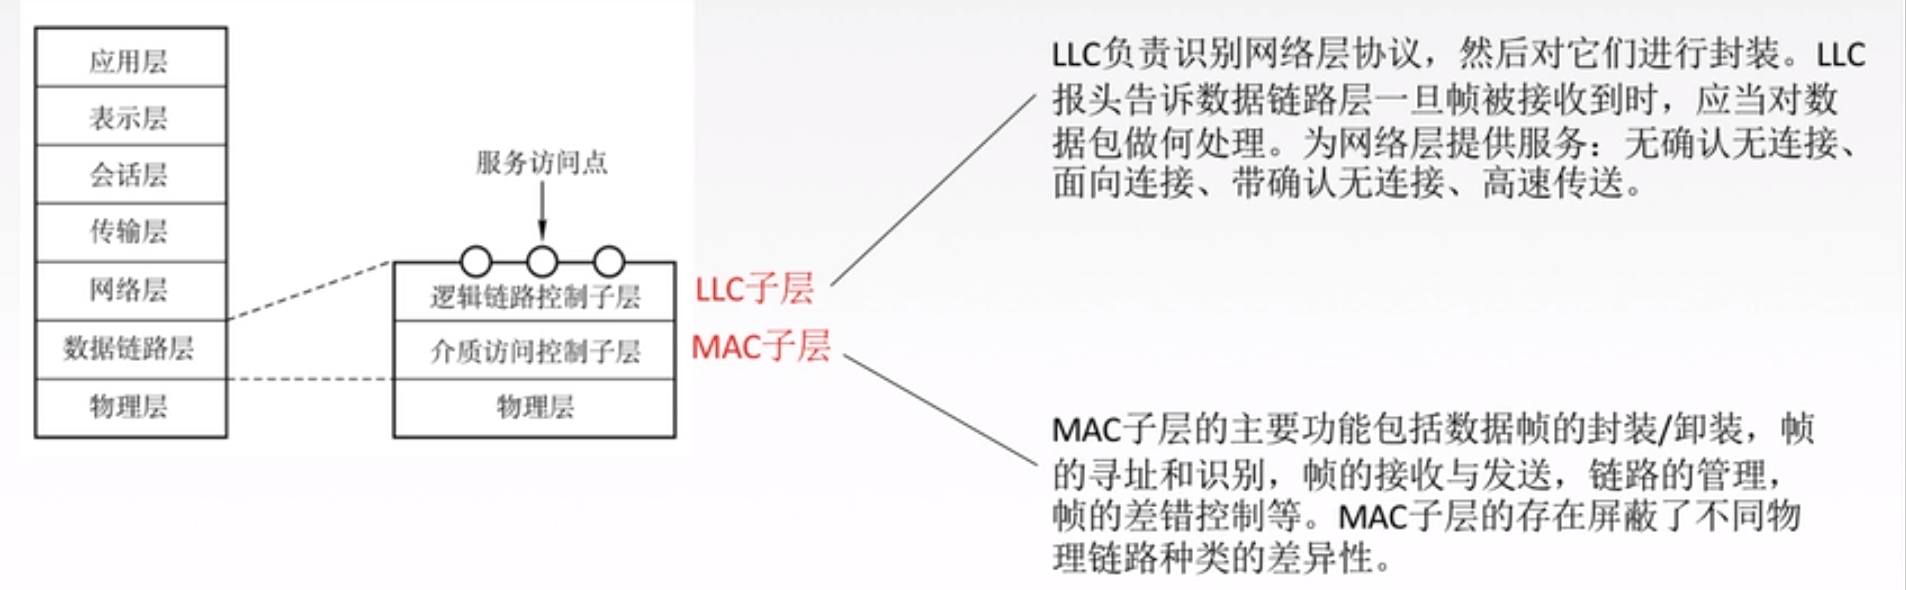 应用层
表示层
会话层
传输层
网络层
数据链路层
物理层
服务访问点
逻辑链路控制子层
介质访问控制子层
物理层
LLC子层
MAC子层
LLC负责识别网络层协议，然后对它们进行封装。LLC
报头告诉数据链路层一旦帧被接收到时，应当对数
据包做何处理。为网络层提供服务：无确认无连接、
面向连接、带确认无连接、高速传送。
MAC子层的主要功能包括数据帧的封装/卸装，帧
的寻址和识别，帧的接收与发送，链路的管理，
帧的差错控制等。MAC子层的存在屏蔽了不同物
理链路种类的差异性。